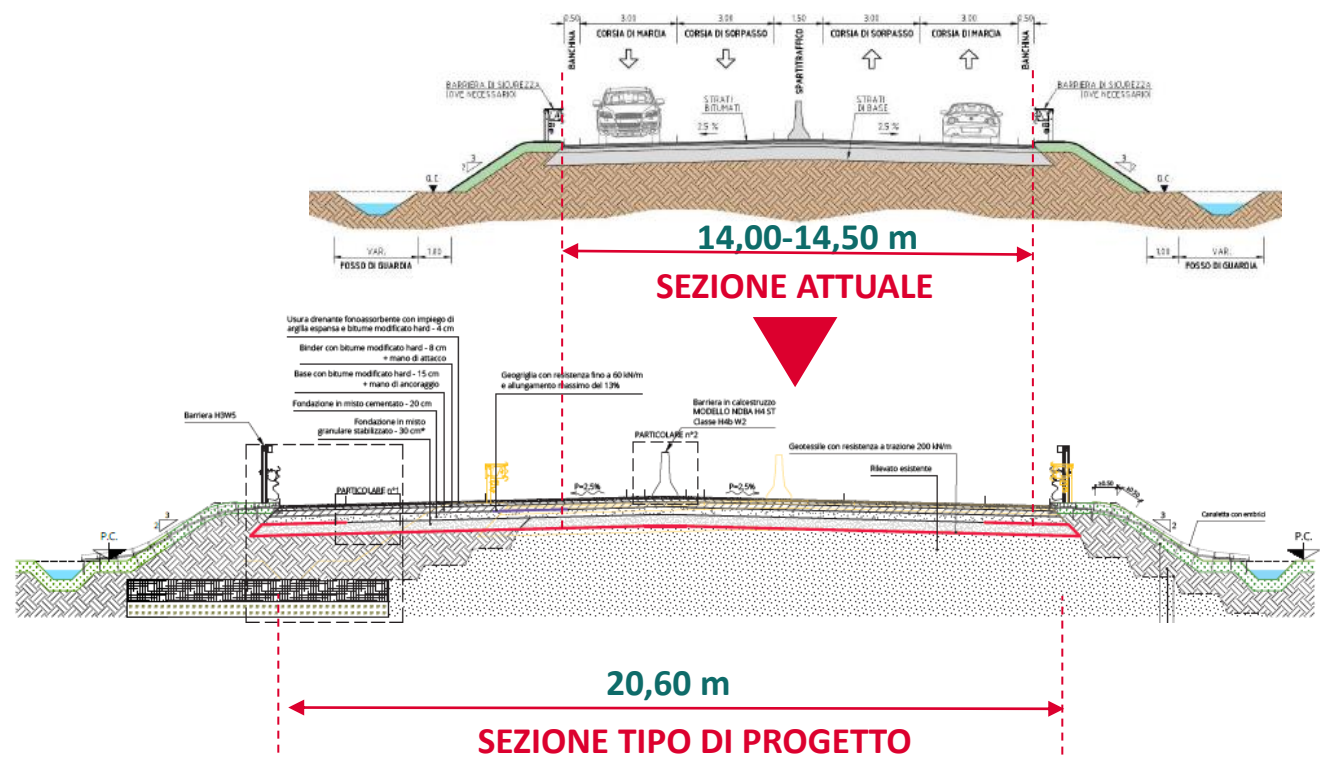 0.50 3.00 3.00 1.50 3.00 3.00 0.50
BANCHINA CORSIA DI MARCIA CORSIA DI SORPASSO SPARTITRAFFICO CORSIA DI SORPASSO CORSIA DI MARCIA BANCHINA
BARRIERA DI SICUREZZA
(OVE NECESSARIO)
STRATI
BITUMATI
STRATI
DI BASE
BARRIERA DI SICUREZZA
(OVE NECESSARIO)
2.5 % 2.5 %
3
2
3
VAR. 1.00
FOSSO DI GUARDIA
1.00 VAR.
FOSSO DI GUARDIA
14,00-14,50 m
SEZIONE ATTUALE
Usura drenante fonoassorbente con impiego di
argilla espansa e bitume modificato hard - 4 cm
Binder con bitume modificato hard - 8 cm
+ mano di attacco
Base con bitume modificato hard - 15 cm
+ mano di ancoraggio
Fondazione in misto cementato - 20 cm
Fondazione in misto
granulare stabilizzato - 30 cm*
Geogriglia con resistenza fino a 60 kN/m
e allungamento massimo del 13%
Barriera in calcestruzzo
MODELLO NDBA H4 ST
Classe H4b W2
Barriera H3W5
PARTICOLARE n°2
Geotessile con resistenza a trazione 200 kN/m
Rilevato esistente
PARTICOLARE n°1
P=2,5% P=2,5%
±0.50 ±0.50
Canaletta con embrici
3
2
3
2
P.C.
P.C.
20,60 m
SEZIONE TIPO DI PROGETTO